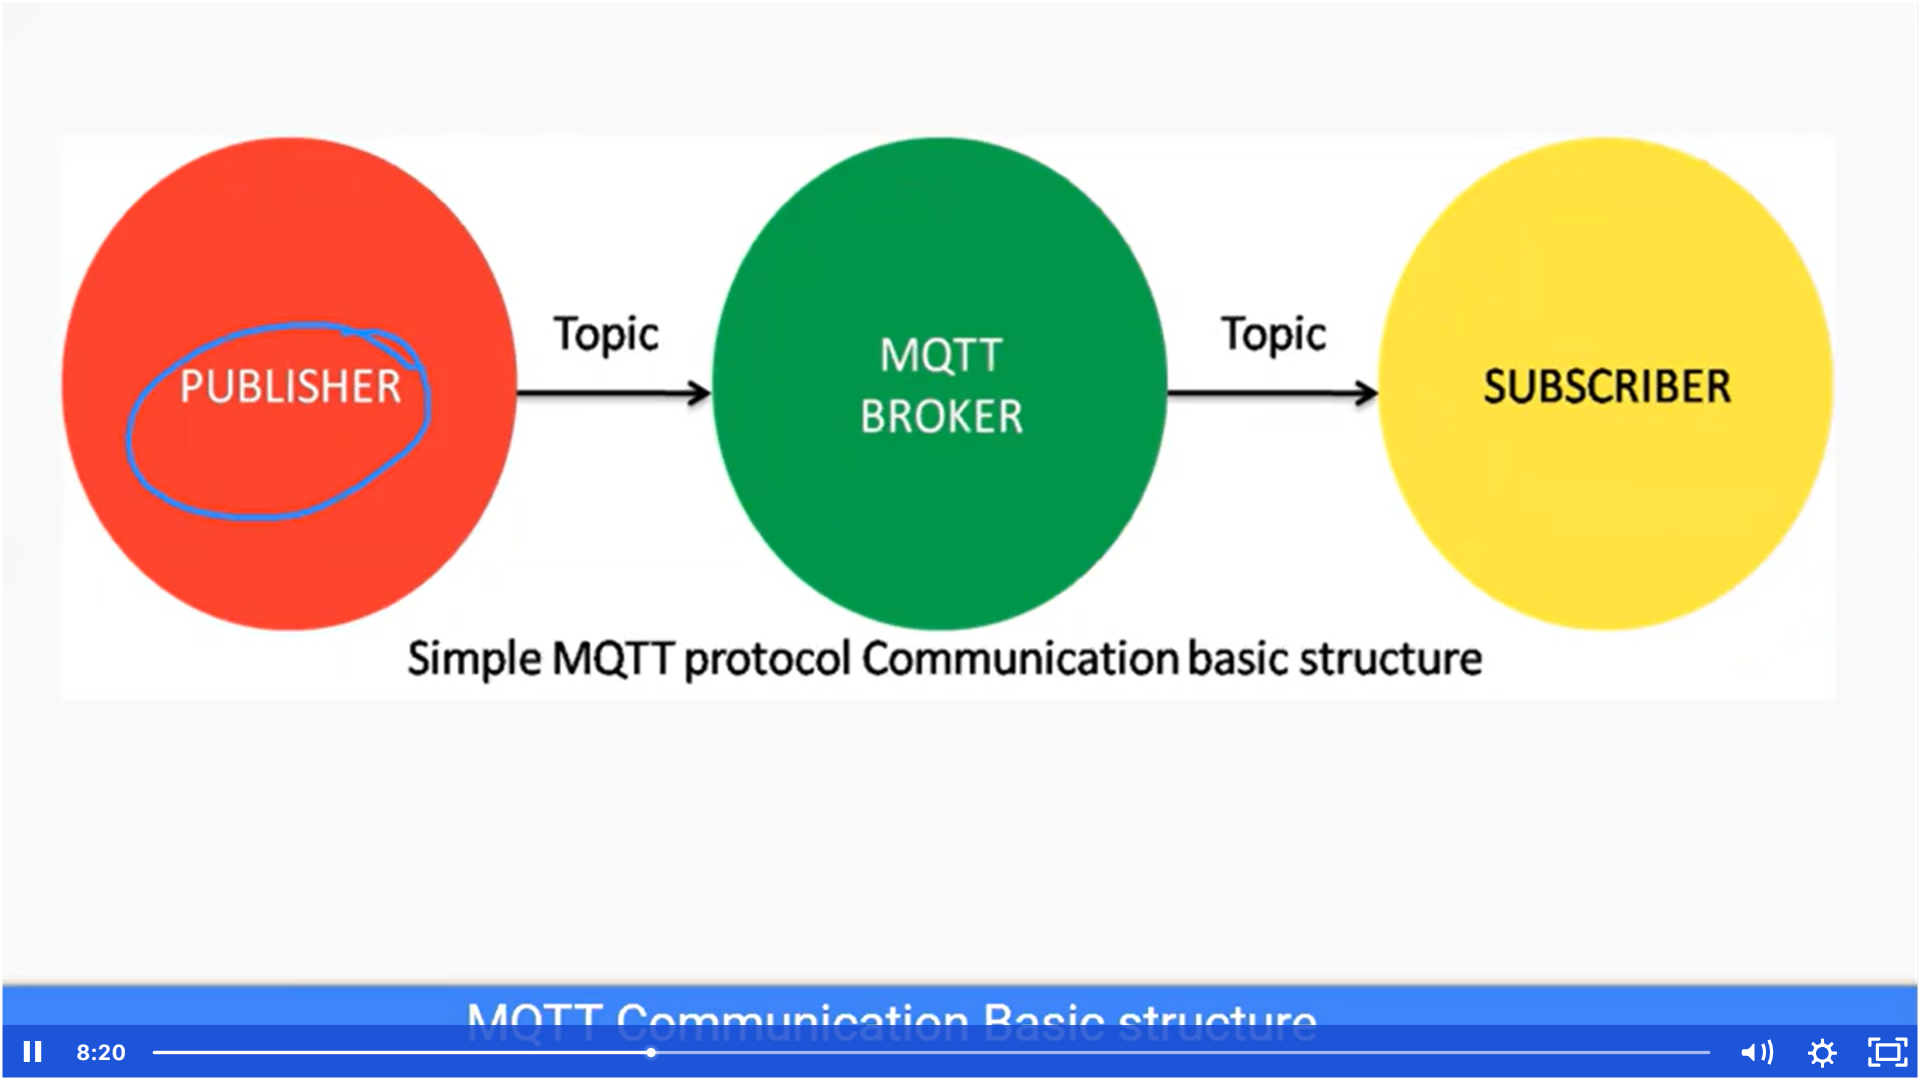 Topic
Topic
PUBLISHER
MQTT
BROKER
SUBSCRIBER
Simple MQTT protocol Communication basic structure
MQTT Communication Basic structure
8:20